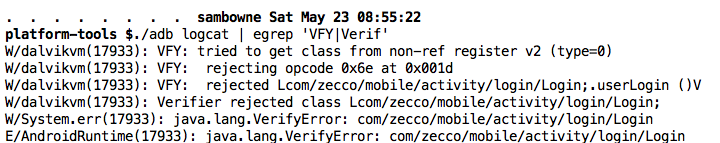 . . . . . . . . sambowne Sat May 23 08:55:22
platform-tools $./adb logcat | egrep 'VFY|Verif'
W/dalvikvm(17933): VFY: tried to get class from non-ref register v2 (type=0)
W/dalvikvm(17933): VFY:  rejecting opcode 0x6e at 0x001d
W/dalvikvm(17933): VFY:  rejected Lcom/zecco/mobile/activity/login/Login;.userLogin ()V
W/dalvikvm(17933): Verifier rejected class Lcom/zecco/mobile/activity/login/Login;
W/System.err(17933): java.lang.VerifyError: com/zecco/mobile/activity/login/Login
E/AndroidRuntime(17933): java.lang.VerifyError: com/zecco/mobile/activity/login/Login